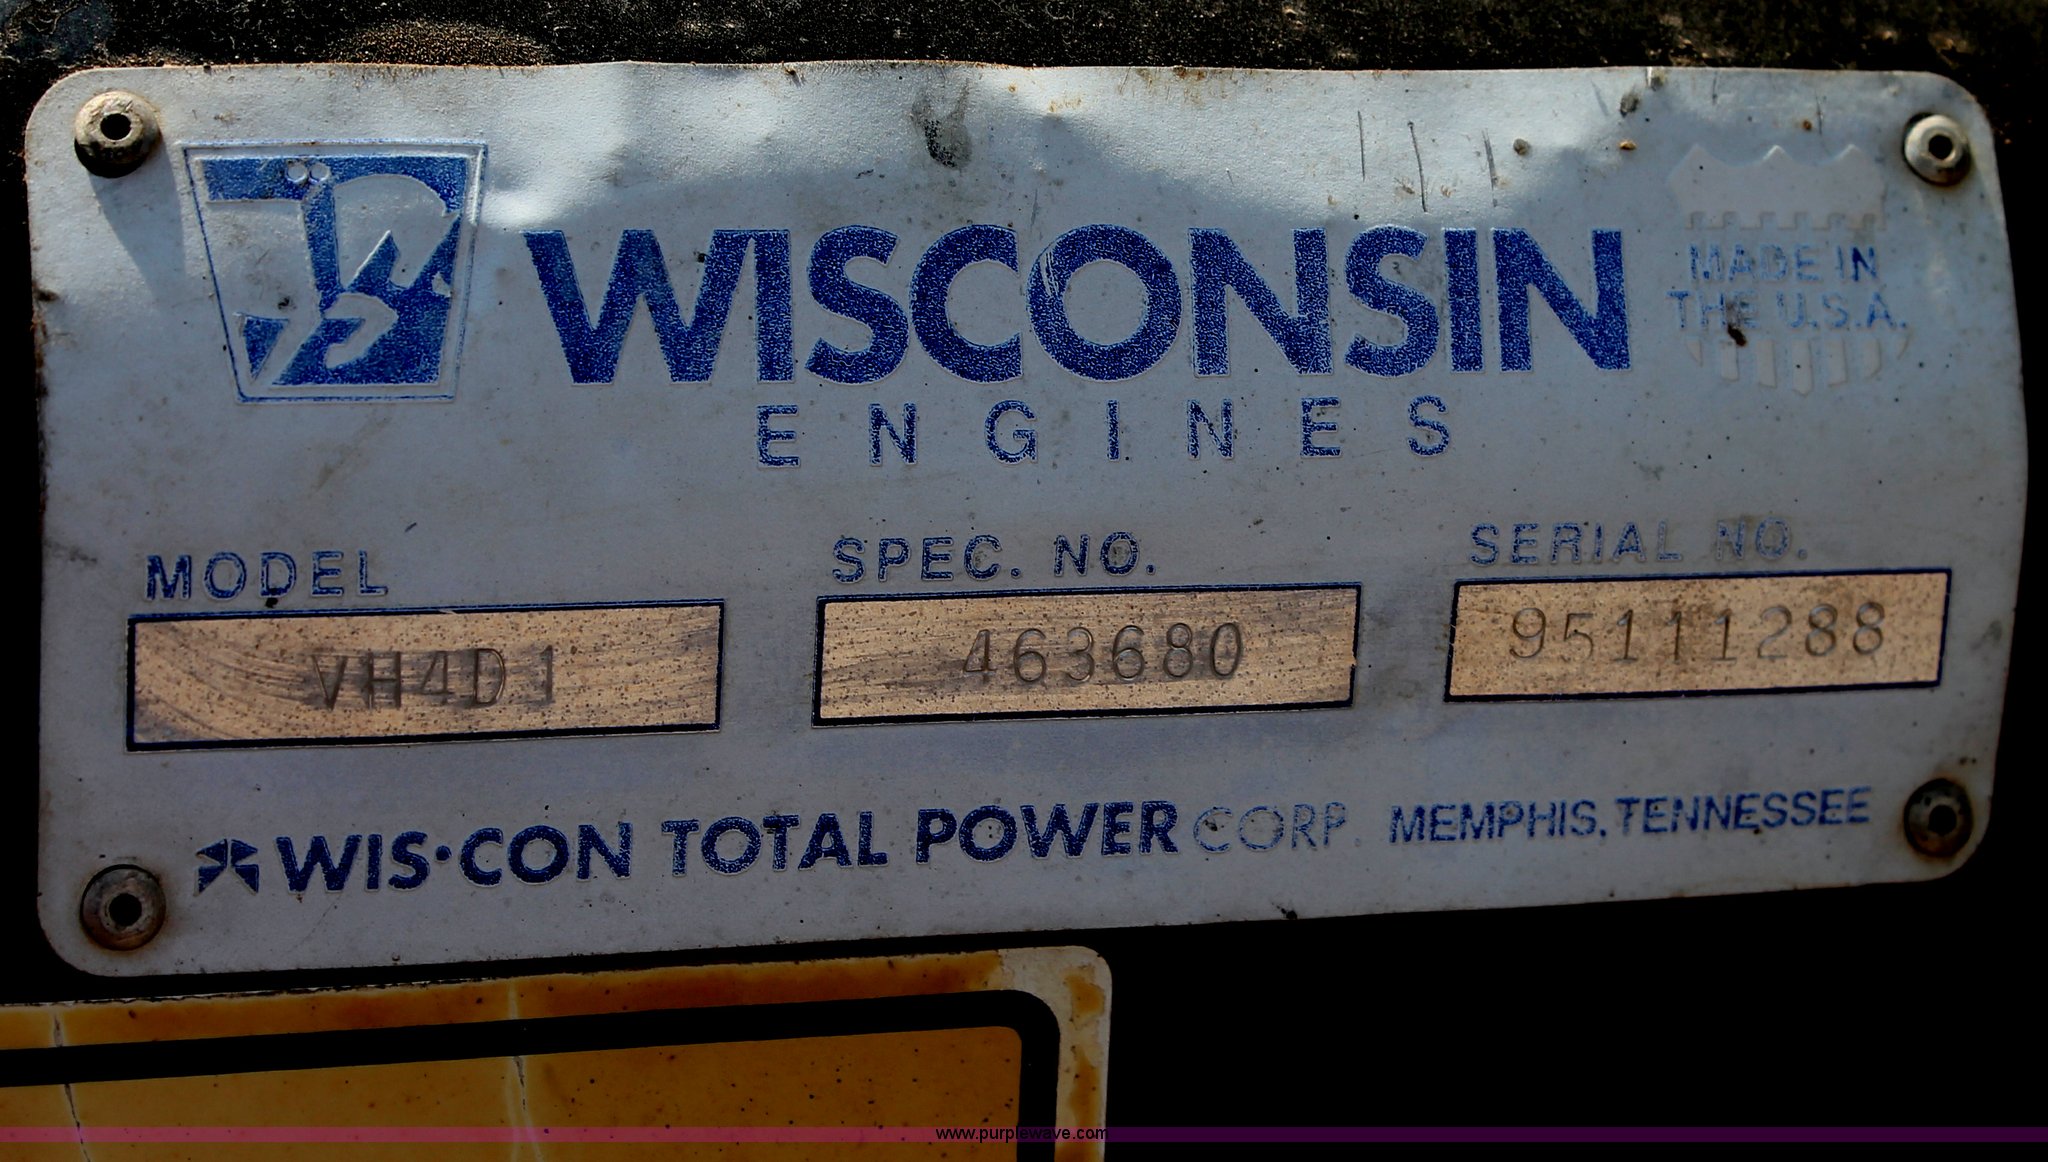 WISCONSIN
ENGINES
MADE IN
THE U.S.A.
MODEL SPEC. NO. SERIAL NO.
VH4D1 463680 95111288
WIS·CON TOTAL POWER CORP. MEMPHIS, TENNESSEE
www.purplewave.com